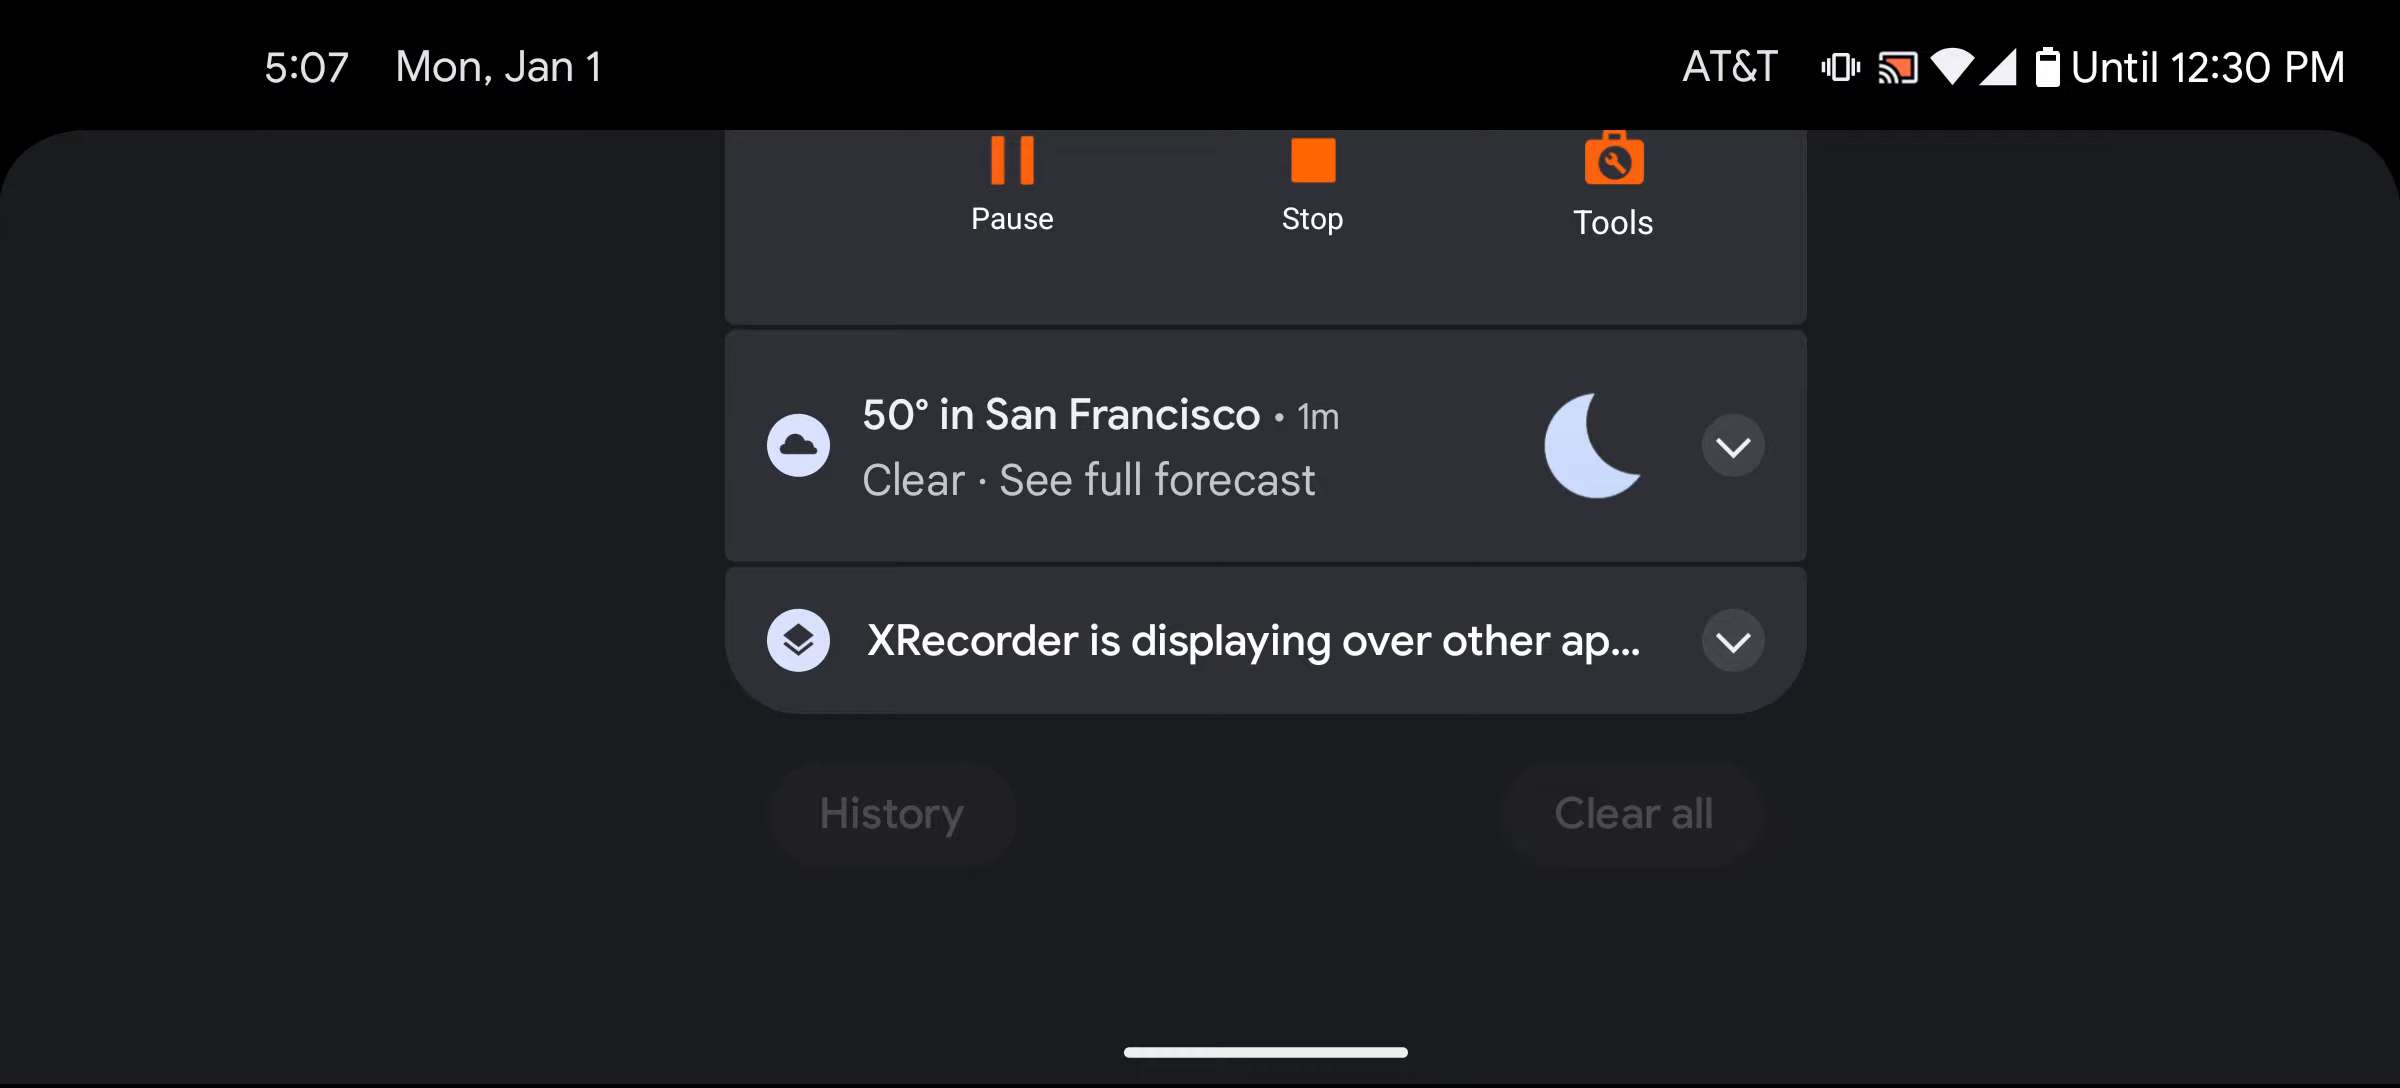 5:07 Mon, Jan 1 AT&T Until 12:30 PM
Pause Stop Tools
50° in San Francisco • 1m
Clear · See full forecast
XRecorder is displaying over other ap...
History Clear all